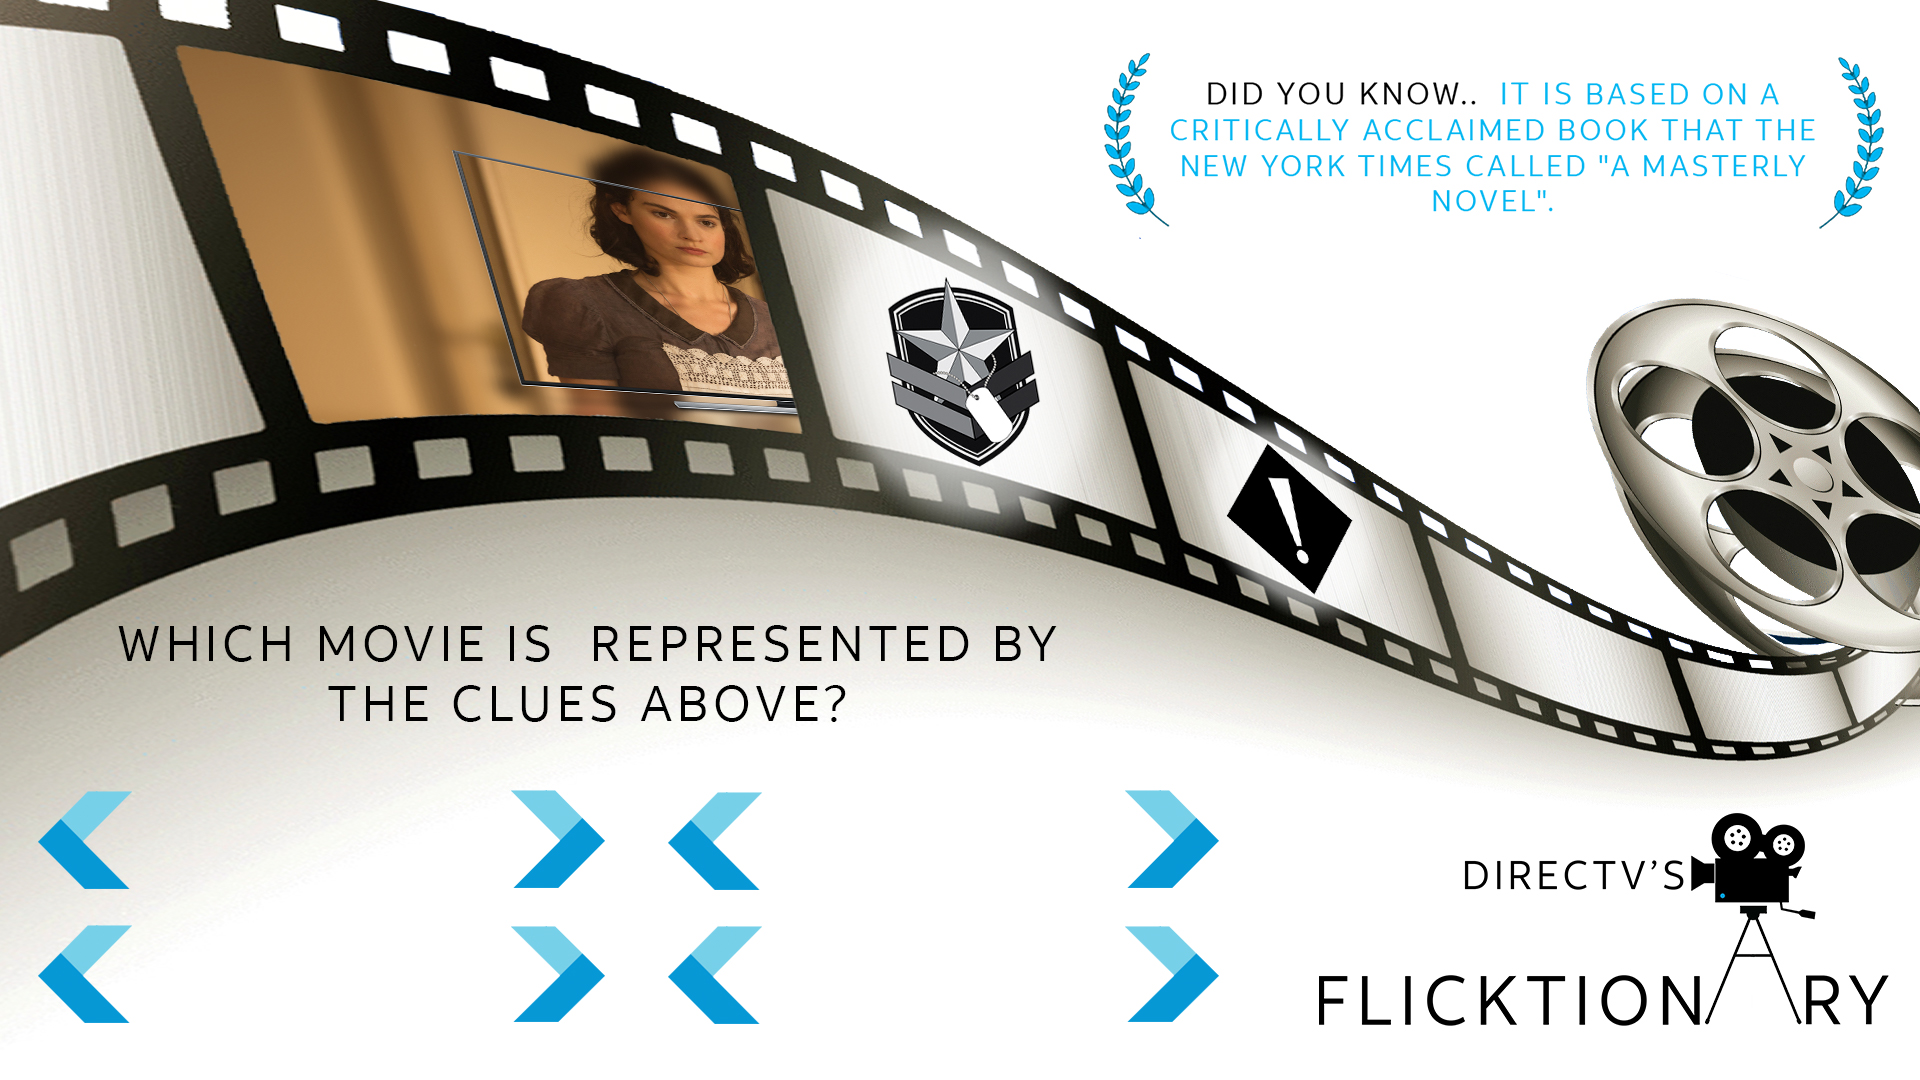 DID YOU KNOW.. IT IS BASED ON A
CRITICALLY ACCLAIMED BOOK THAT THE
NEW YORK TIMES CALLED "A MASTERLY
NOVEL".
!
WHICH MOVIE IS REPRESENTED BY
THE CLUES ABOVE?
DIRECTV'S
FLICKTIONARY